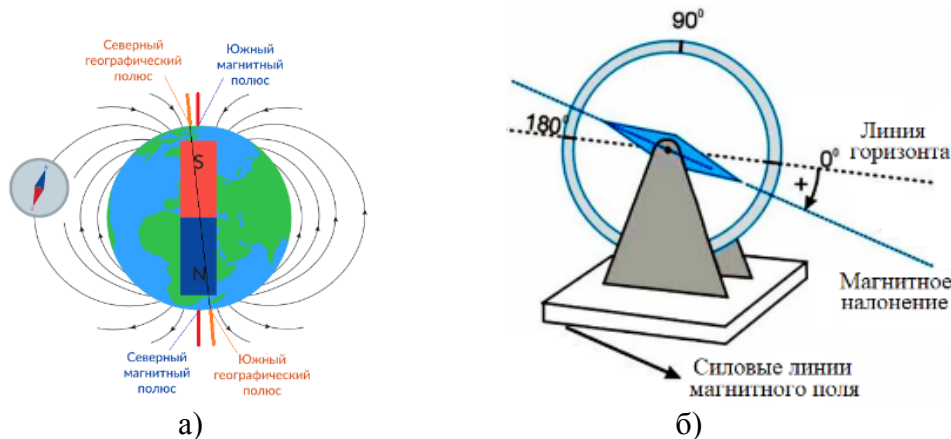 Северный
географический
полюс
Южный
магнитный
полюс
S
N
Северный
магнитный
полюс
Южный
географический
полюс
а)
90⁰
180⁰
0⁰
+
Линия
горизонта
Магнитное
налонение
Силовые линии
магнитного поля
б)